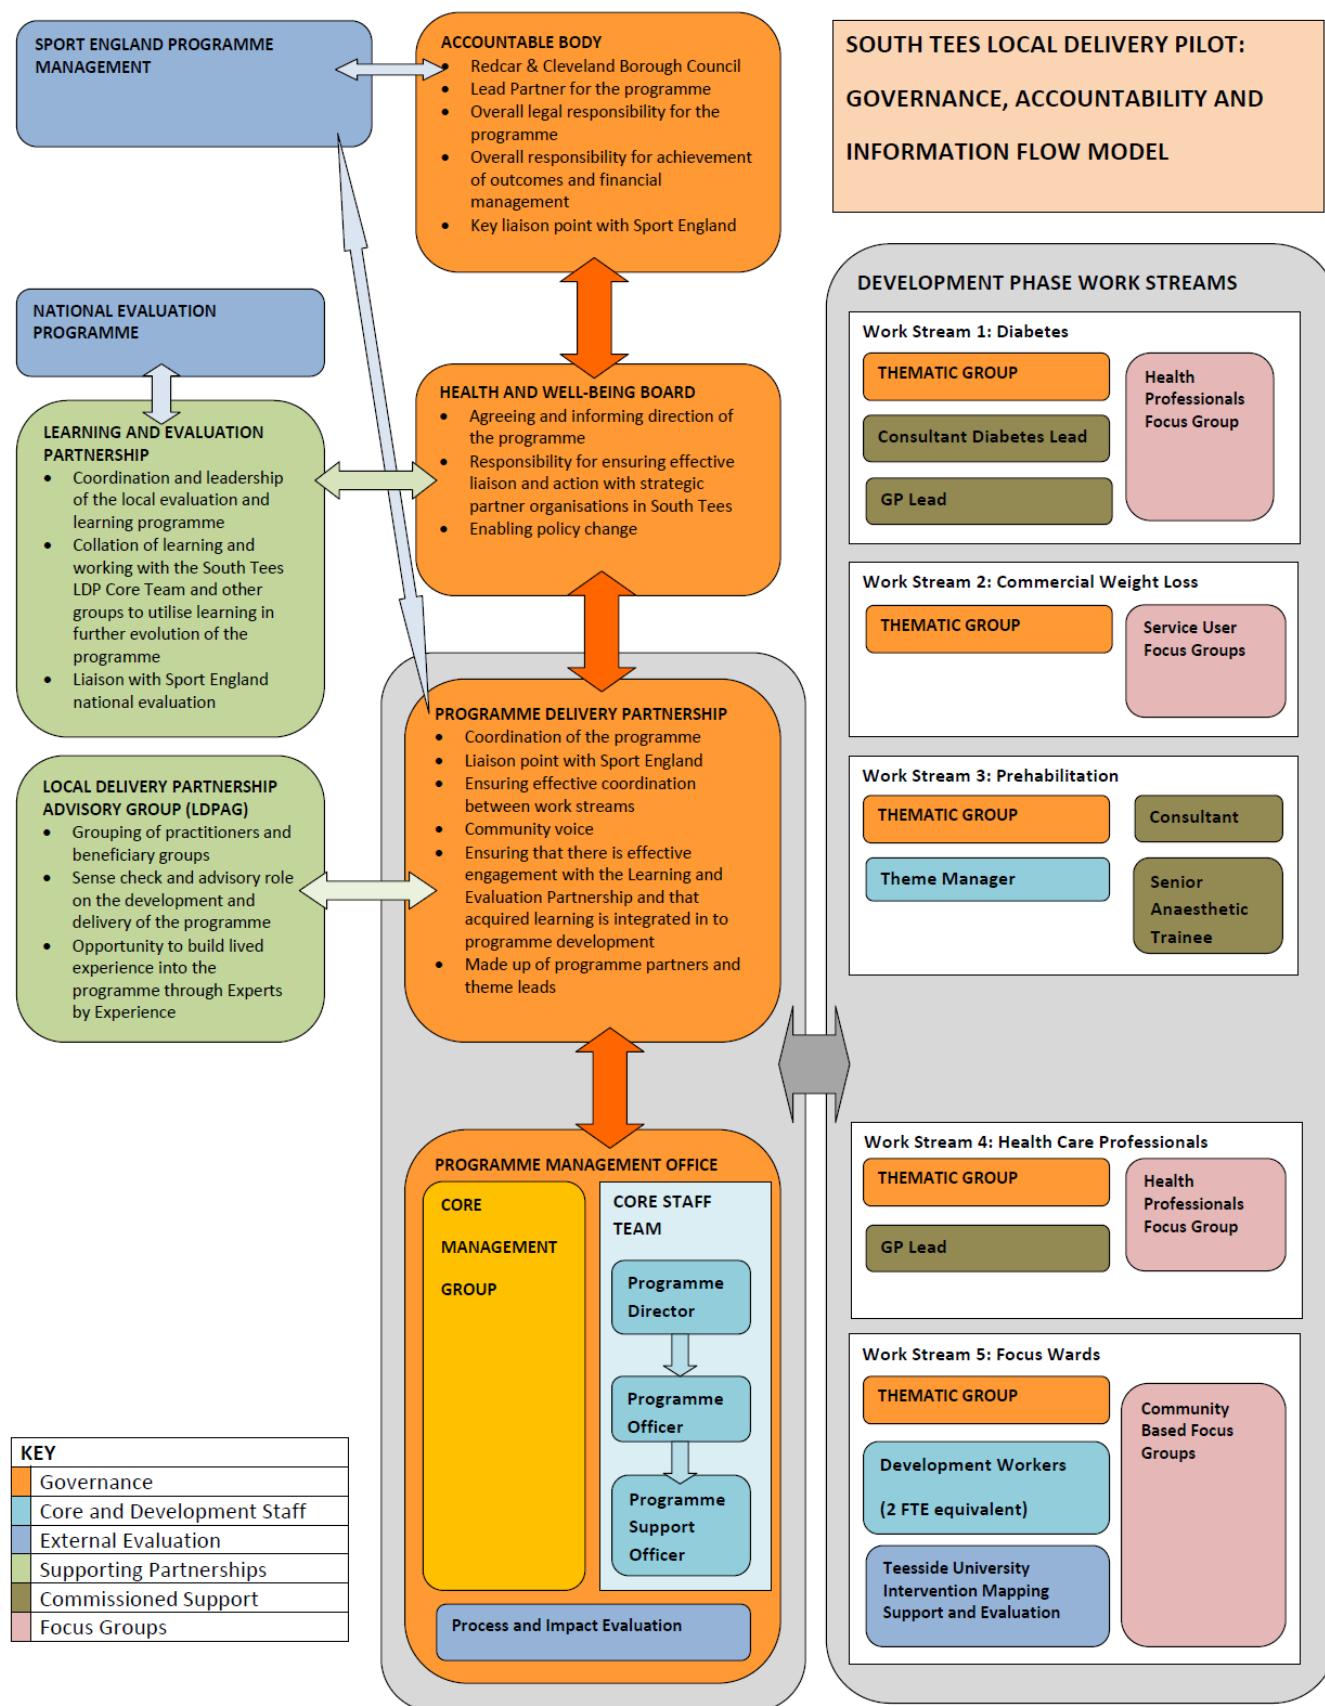 SPORT ENGLAND PROGRAMME
MANAGEMENT
ACCOUNTABLE BODY
• Redcar & Cleveland Borough Council
• Lead Partner for the programme
• Overall legal responsibility for the
programme
• Overall responsibility for achievement
of outcomes and financial
management
• Key liaison point with Sport England
SOUTH TEES LOCAL DELIVERY PILOT:
GOVERNANCE, ACCOUNTABILITY AND
INFORMATION FLOW MODEL
NATIONAL EVALUATION
PROGRAMME
LEARNING AND EVALUATION
PARTNERSHIP
• Coordination and leadership
of the local evaluation and
learning programme
• Collation of learning and
working with the South Tees
LDP Core Team and other
groups to utilise learning in
further evolution of the
programme
• Liaison with Sport England
national evaluation
HEALTH AND WELL-BEING BOARD
• Agreeing and informing direction of
the programme
• Responsibility for ensuring effective
liaison and action with strategic
partner organisations in South Tees
• Enabling policy change
LOCAL DELIVERY PARTNERSHIP
ADVISORY GROUP (LDPAG)
• Grouping of practitioners and
beneficiary groups
• Sense check and advisory role
on the development and
delivery of the programme
• Opportunity to build lived
experience into the
programme through Experts
by Experience
PROGRAMME DELIVERY PARTNERSHIP
• Coordination of the programme
• Liaison point with Sport England
• Ensuring effective coordination
between work streams
• Community voice
• Ensuring that there is effective
engagement with the Learning and
Evaluation Partnership and that
acquired learning is integrated in to
programme development
• Made up of programme partners and
theme leads
PROGRAMME MANAGEMENT OFFICE
CORE
MANAGEMENT
GROUP
CORE STAFF
TEAM
Programme
Director
Programme
Officer
Programme
Support
Officer
Process and Impact Evaluation
DEVELOPMENT PHASE WORK STREAMS
Work Stream 1: Diabetes
THEMATIC GROUP
Consultant Diabetes Lead
GP Lead
Health
Professionals
Focus Group
Work Stream 2: Commercial Weight Loss
THEMATIC GROUP
Service User
Focus Groups
Work Stream 3: Prehabilitation
THEMATIC GROUP
Theme Manager
Consultant
Senior
Anaesthetic
Trainee
Work Stream 4: Health Care Professionals
THEMATIC GROUP
GP Lead
Health
Professionals
Focus Group
Work Stream 5: Focus Wards
THEMATIC GROUP
Development Workers
(2 FTE equivalent)
Teesside University
Intervention Mapping
Support and Evaluation
Community
Based Focus
Groups
KEY
Governance
Core and Development Staff
External Evaluation
Supporting Partnerships
Commissioned Support
Focus Groups